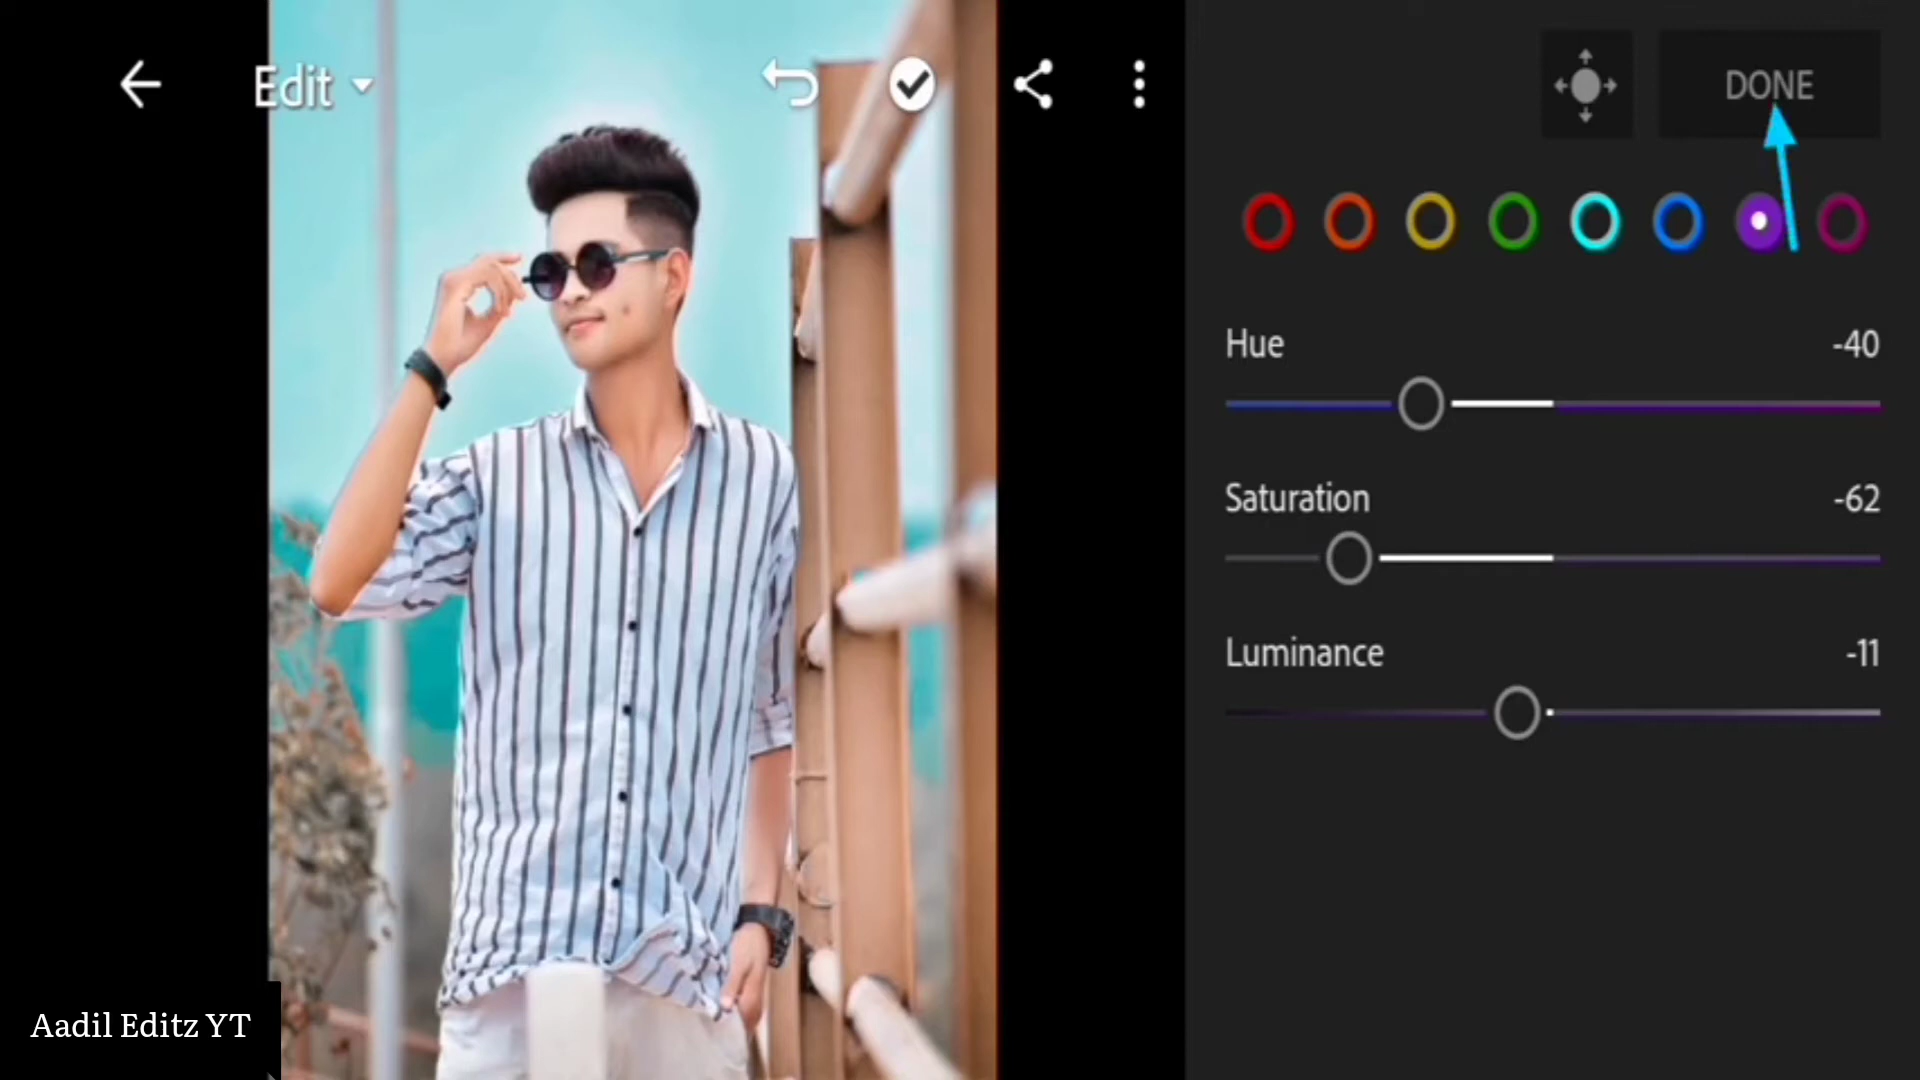 Edit
DONE
Hue -40
Saturation -62
Luminance -11
Aadil Editz YT